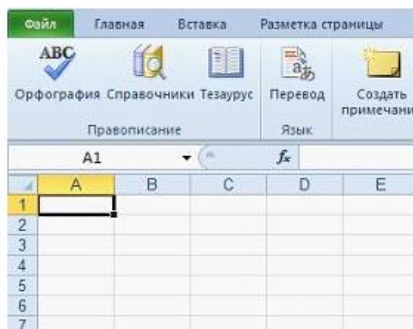 Файл Главная Вставка Разметка страницы
ABC
Орфография Справочники Тезаурус Перевод Создать
примечани
Правописание Язык
A1 fx
A B C D E
1
2
3
4
5
6
7